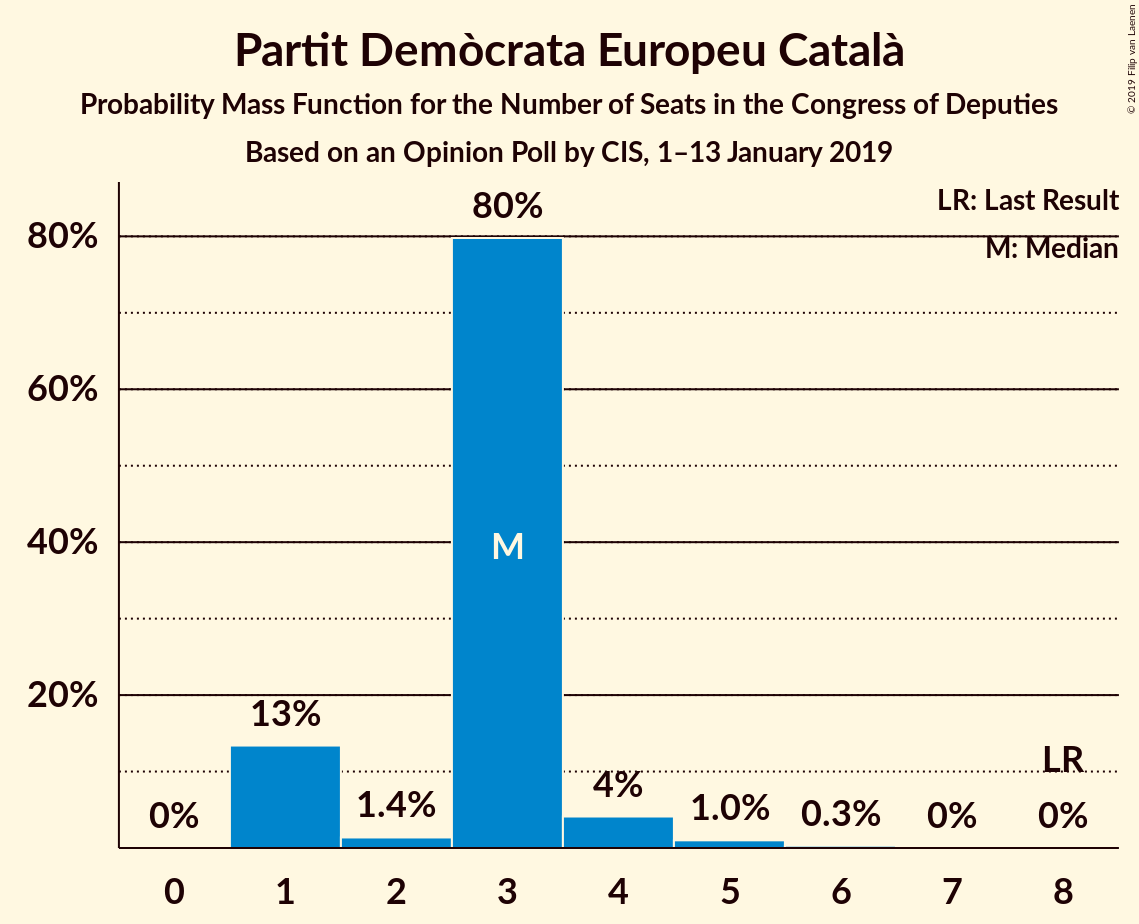 Partit Demòcrata Europeu Català
Probability Mass Function for the Number of Seats in the Congress of Deputies
Based on an Opinion Poll by CIS, 1–13 January 2019
© 2019 Filip van Laenen
LR: Last Result
M: Median
80%
60%
40%
20%
0%
13%
1.4%
80%
M
4%
1.0%
0.3%
0%
LR
0%
0 1 2 3 4 5 6 7 8